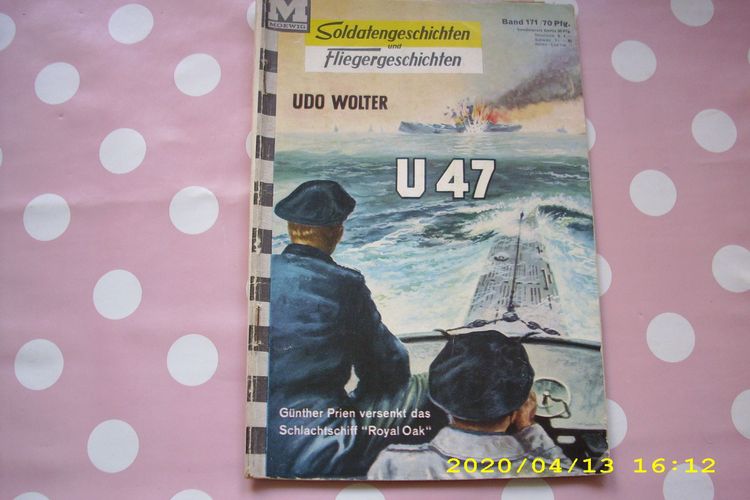 M
MOEWIG
Soldatengeschichten
und
Fliegergeschichten
Band 171 /70 Pfg.
UDO WOLTER
U 47
Günther Prien versenkt das
Schlachtschiff "Royal Oak"
2020/04/13 16:12